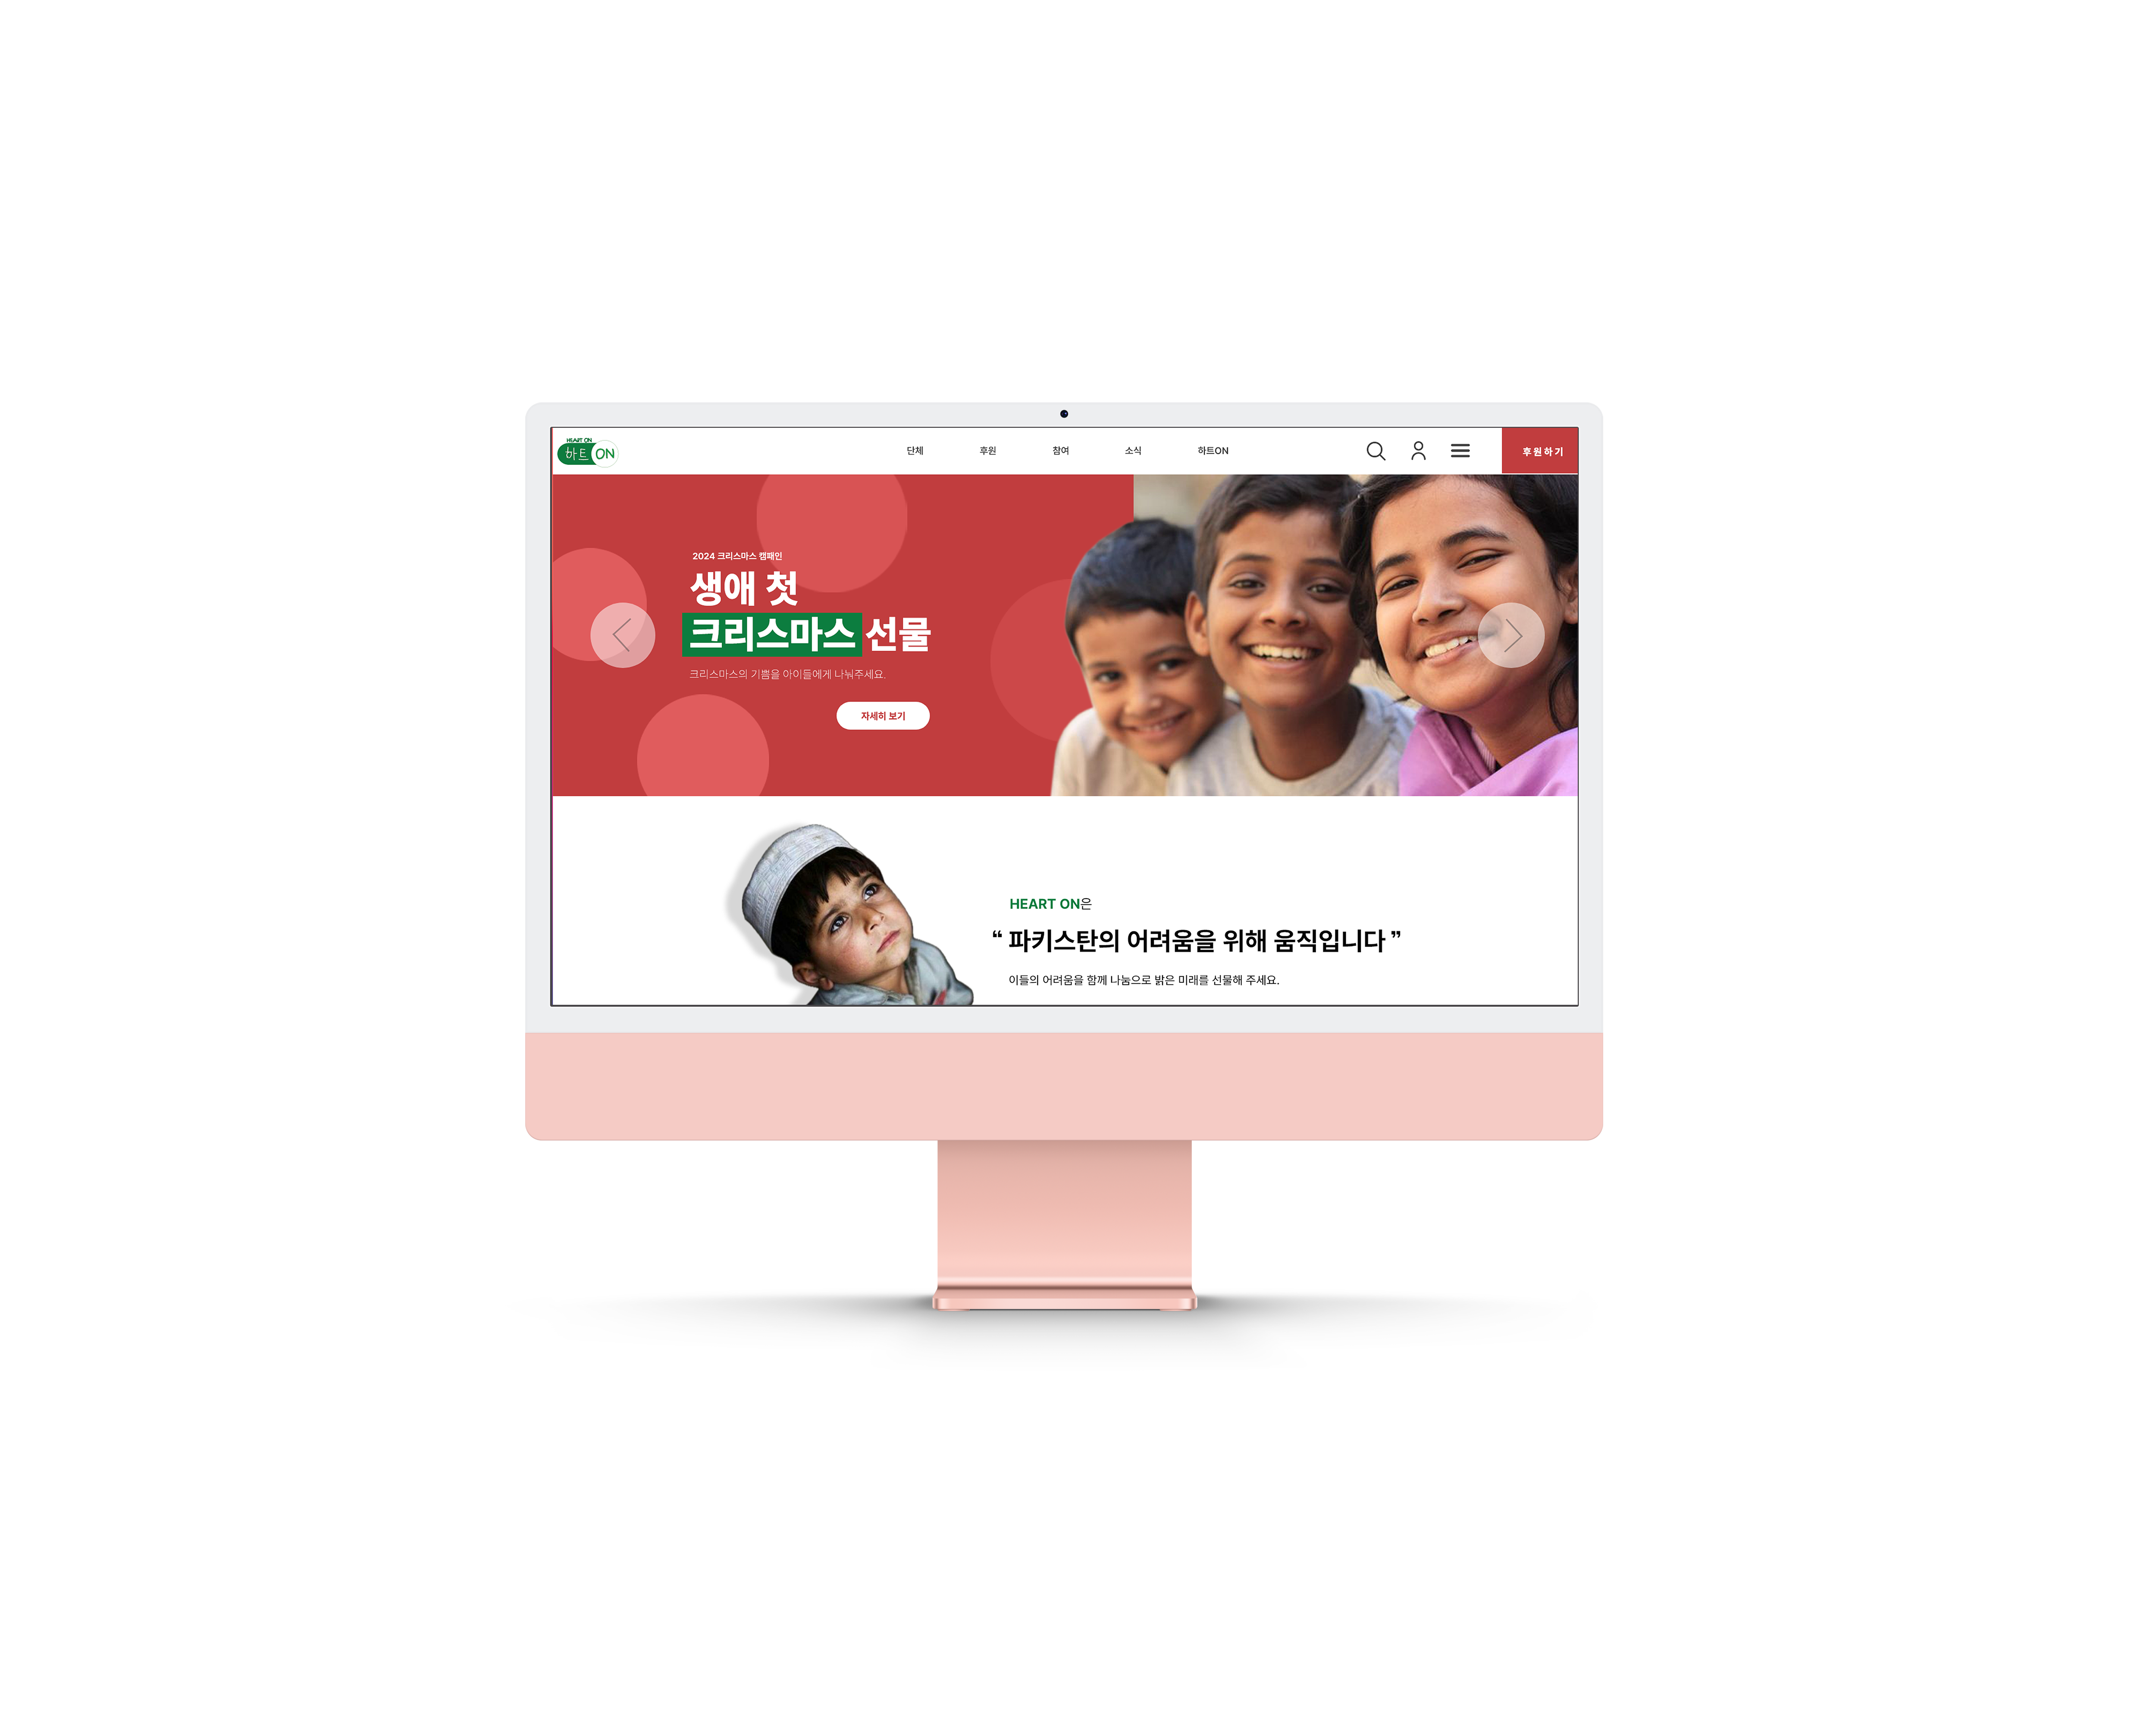 HEART ON
하트 ON
단체 후원 참여 소식 하트ON
후원하기
2024 크리스마스 캠패인
생애 첫
크리스마스 선물
크리스마스의 기쁨을 아이들에게 나눠주세요.
자세히 보기
HEART ON은
“ 파키스탄의 어려움을 위해 움직입니다 ”
이들의 어려움을 함께 나눔으로 밝은 미래를 선물해 주세요.